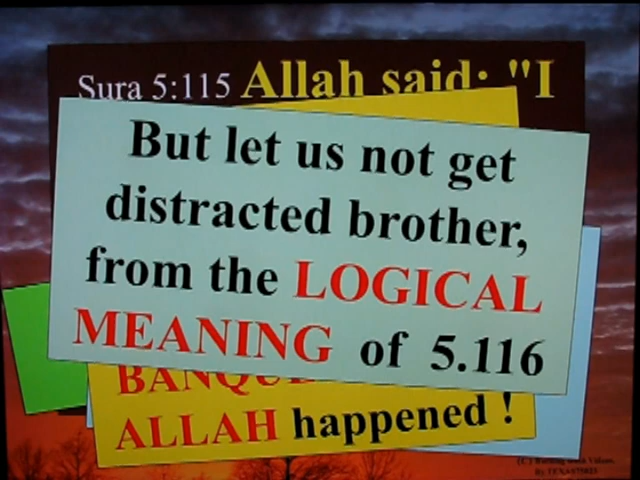 Sura 5:115 Allah said: "I
But let us not get
distracted brother,
from the LOGICAL
MEANING of 5.116
ALLAH happened !